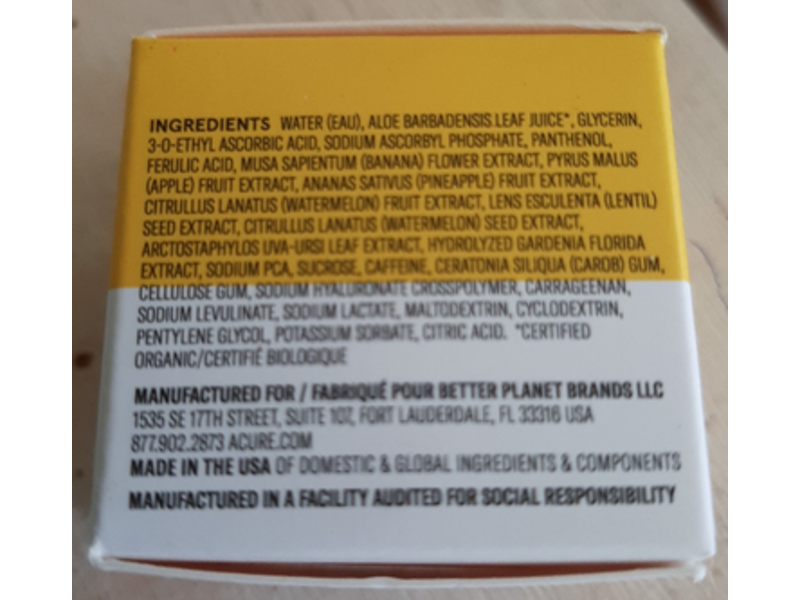 INGREDIENTS WATER (EAU), ALOE BARBADENSIS LEAF JUICE*, GLYCERIN,
3-O-ETHYL ASCORBIC ACID, SODIUM ASCORBYL PHOSPHATE, PANTHENOL,
FERULIC ACID, MUSA SAPIENTUM (BANANA) FLOWER EXTRACT, PYRUS MALUS
(APPLE) FRUIT EXTRACT, ANANAS SATIVUS (PINEAPPLE) FRUIT EXTRACT,
CITRULLUS LANATUS (WATERMELON) FRUIT EXTRACT, LENS ESCULENTA (LENTIL)
SEED EXTRACT, CITRULLUS LANATUS (WATERMELON) SEED EXTRACT,
ARCTOSTAPHYLOS UVA-URSI LEAF EXTRACT, HYDROLYZED GARDENIA FLORIDA
EXTRACT, SODIUM PCA, SUCROSE, CAFFEINE, CERATONIA SILIQUA (CAROB) GUM,
CELLULOSE GUM, SODIUM HYALURONATE CROSSPOLYMER, CARRAGEENAN,
SODIUM LEVULINATE, SODIUM LACTATE, MALTODEXTRIN, CYCLODEXTRIN,
PENTYLENE GLYCOL, POTASSIUM SORBATE, CITRIC ACID. *CERTIFIED
ORGANIC/CERTIFIÉ BIOLOGIQUE
MANUFACTURED FOR / FABRIQUÉ POUR BETTER PLANET BRANDS LLC
1535 SE 17TH STREET, SUITE 107, FORT LAUDERDALE, FL 33316 USA
877.902.2873 ACURE.COM
MADE IN THE USA OF DOMESTIC & GLOBAL INGREDIENTS & COMPONENTS
MANUFACTURED IN A FACILITY AUDITED FOR SOCIAL RESPONSIBILITY